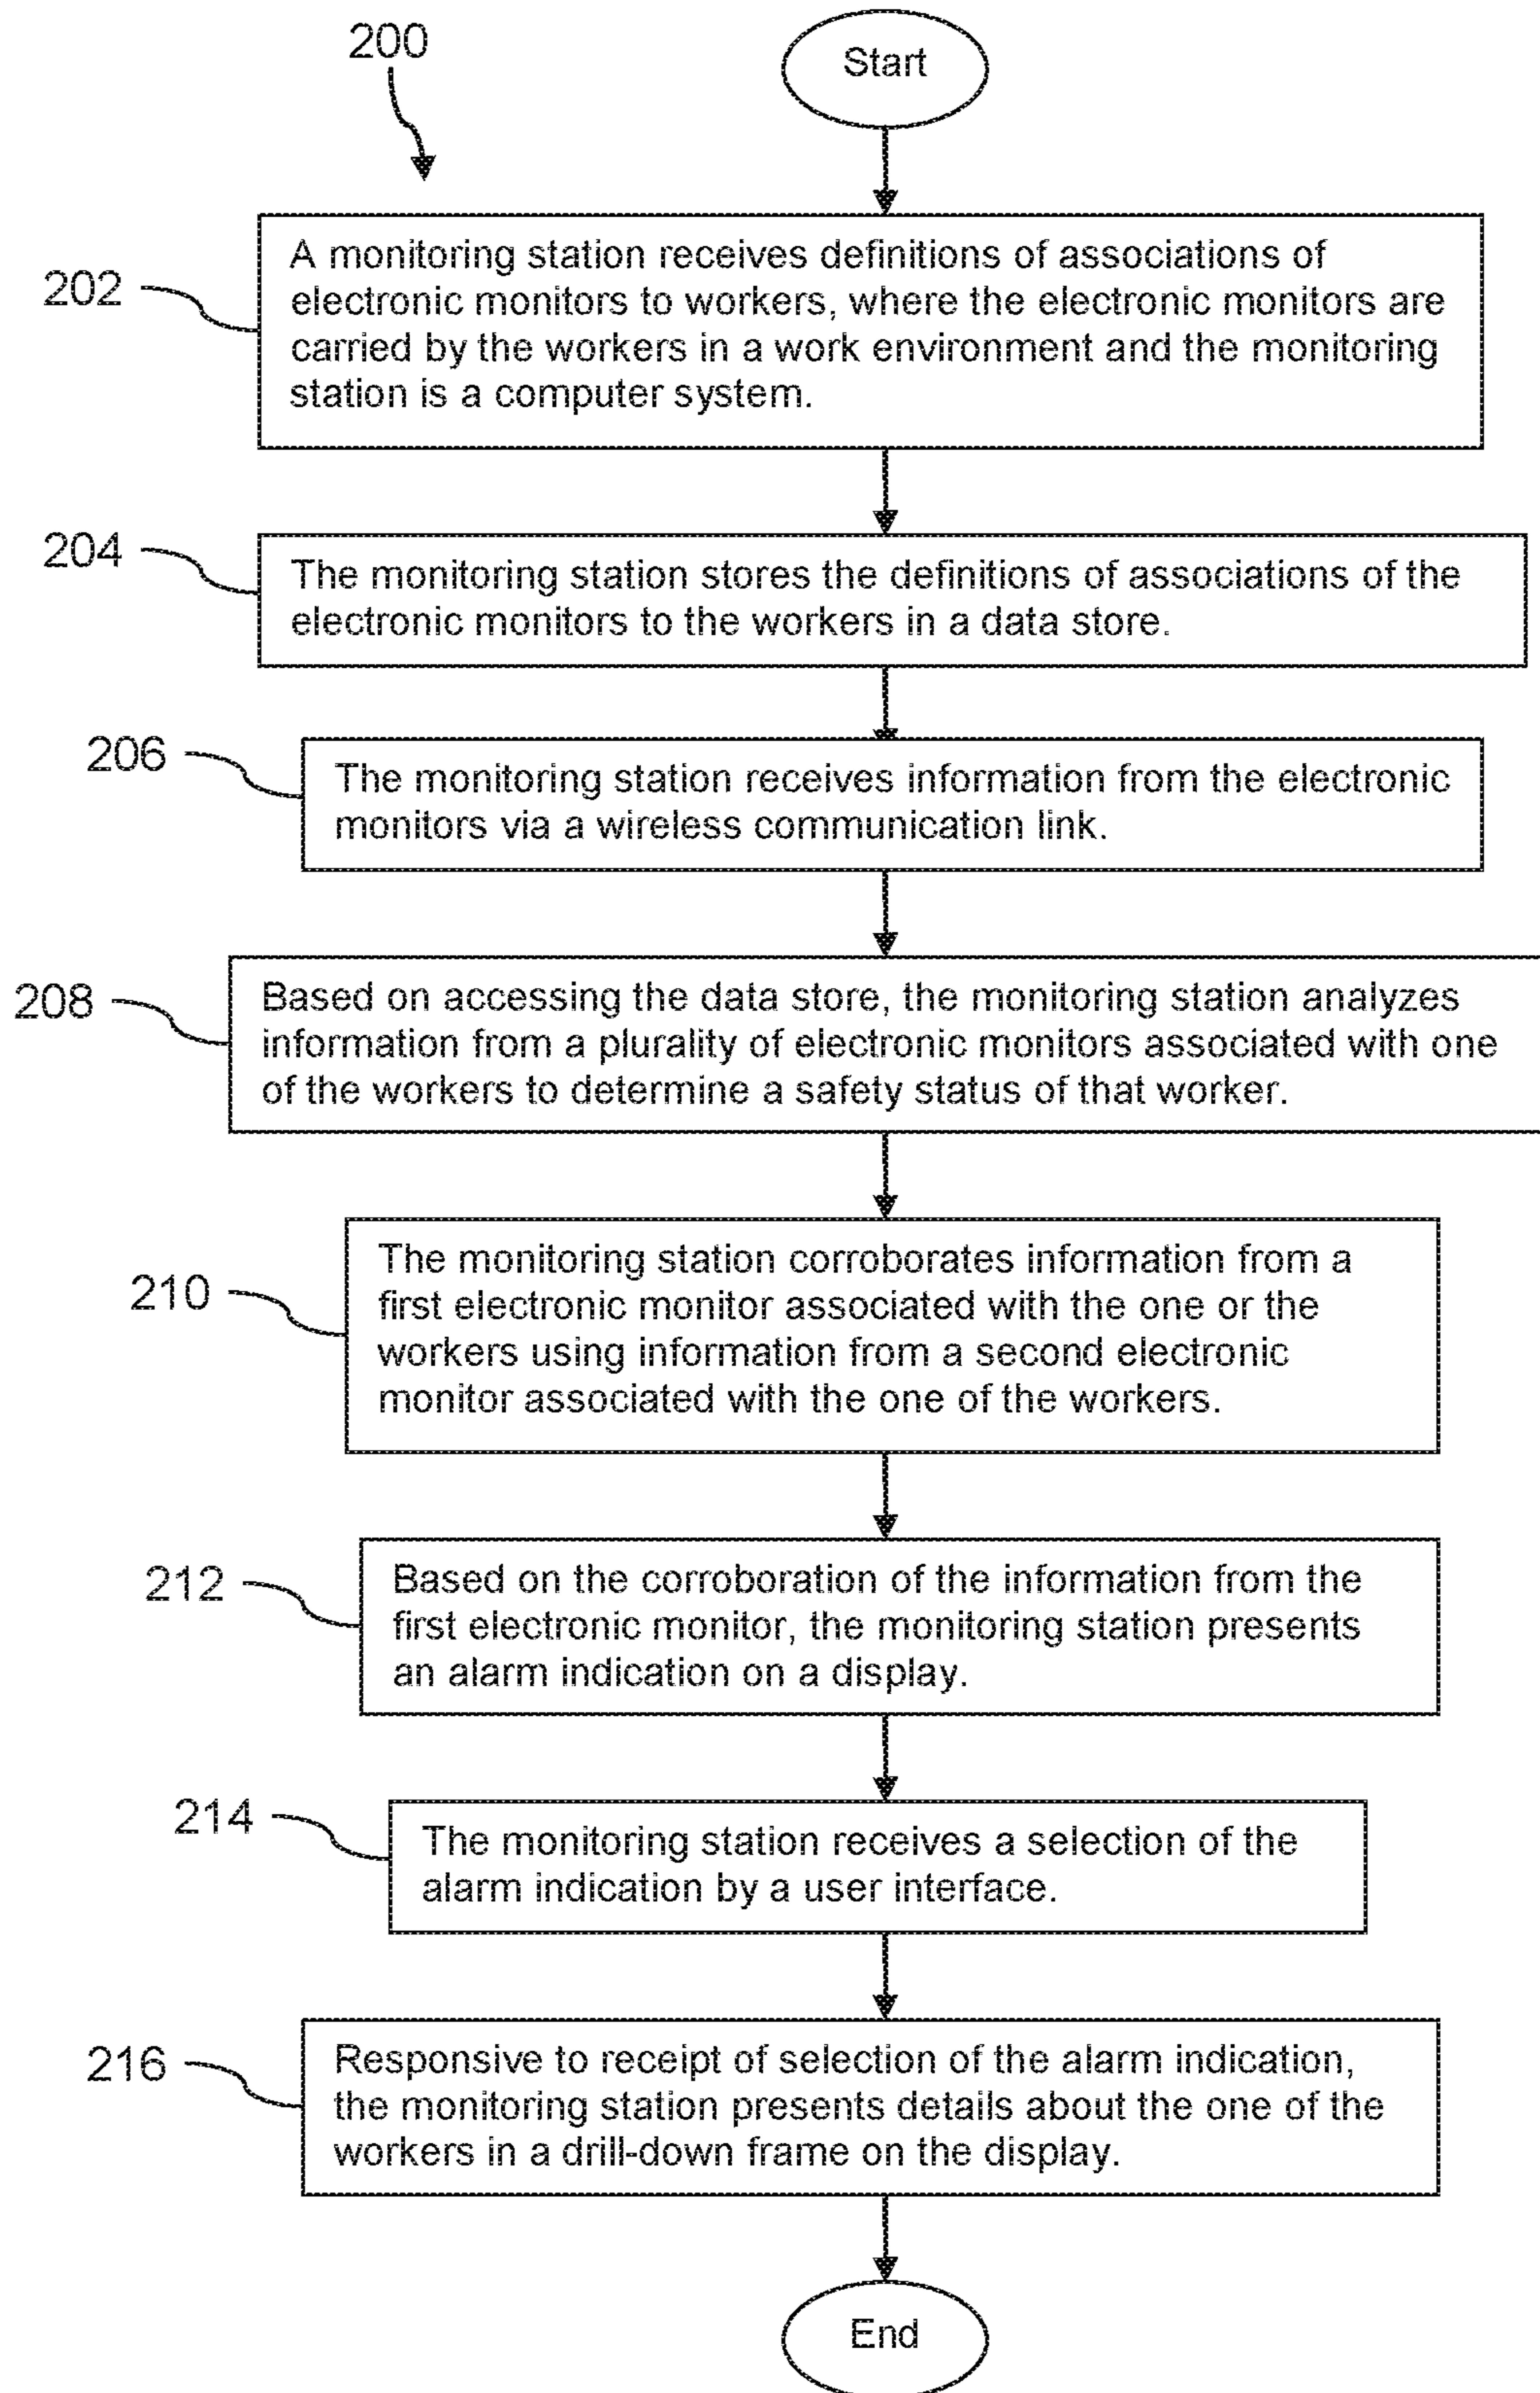 200
Start
202
A monitoring station receives definitions of associations of
electronic monitors to workers, where the electronic monitors are
carried by the workers in a work environment and the monitoring
station is a computer system.
204
The monitoring station stores the definitions of associations of the
electronic monitors to the workers in a data store.
206
The monitoring station receives information from the electronic
monitors via a wireless communication link.
208
Based on accessing the data store, the monitoring station analyzes
information from a plurality of electronic monitors associated with one
of the workers to determine a safety status of that worker.
210
The monitoring station corroborates information from a
first electronic monitor associated with the one or the
workers using information from a second electronic
monitor associated with the one of the workers.
212
Based on the corroboration of the information from the
first electronic monitor, the monitoring station presents
an alarm indication on a display.
214
The monitoring station receives a selection of the
alarm indication by a user interface.
216
Responsive to receipt of selection of the alarm indication,
the monitoring station presents details about the one of the
workers in a drill-down frame on the display.
End